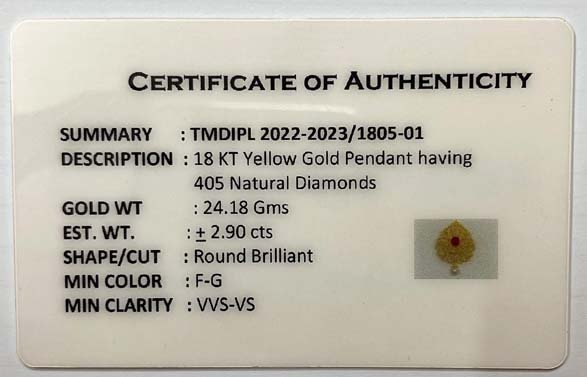 CERTIFICATE OF AUTHENTICITY
SUMMARY : TMDIPL 2022-2023/1805-01
DESCRIPTION : 18 KT Yellow Gold Pendant having
405 Natural Diamonds
GOLD WT : 24.18 Gms
EST. WT. : ± 2.90 cts
SHAPE/CUT : Round Brilliant
MIN COLOR : F-G
MIN CLARITY : VVS-VS